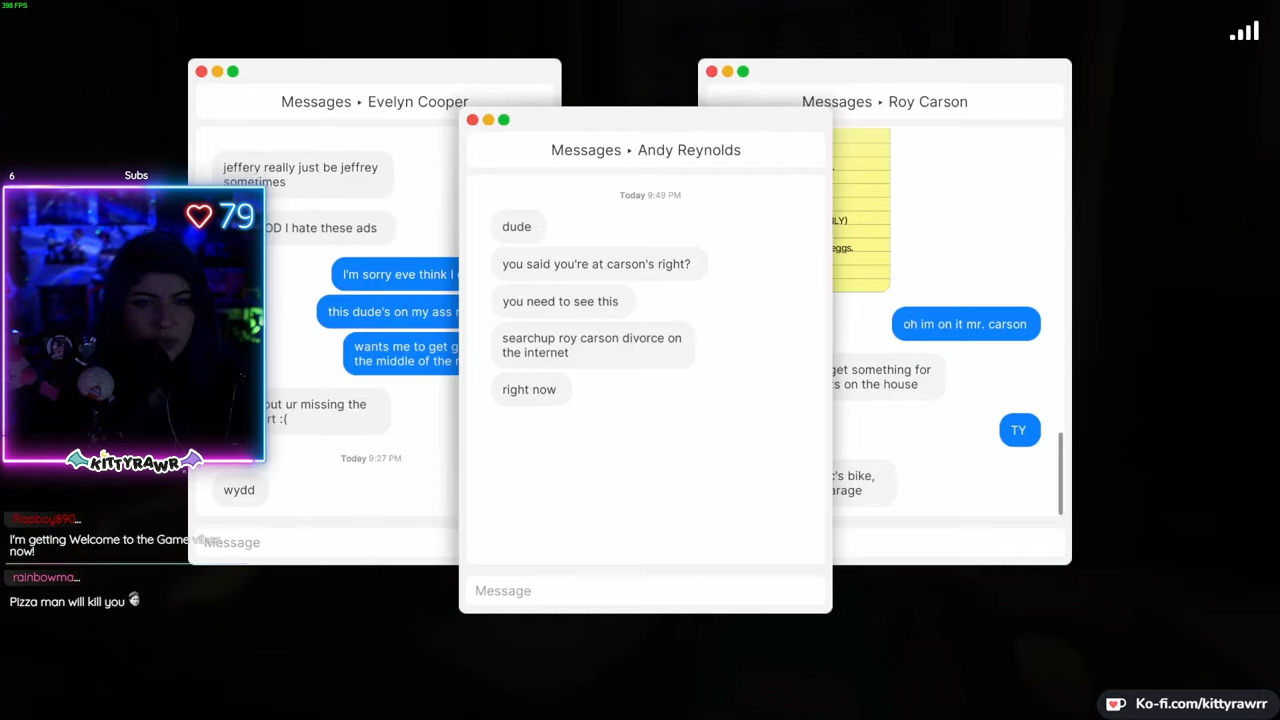 398 FPS
Messages ▸ Evelyn Cooper
jeffery really just be jeffrey
sometimes
OD I hate these ads
I'm sorry eve think I
this dude's on my ass
wants me to get
the middle of the
out ur missing the
rt :(
Today 9:27 PM
wydd
Message
Messages ▸ Andy Reynolds
Today 9:49 PM
dude
you said you're at carson's right?
you need to see this
searchup roy carson divorce on
the internet
right now
Message
Messages ▸ Roy Carson
LY)
eggs.
oh im on it mr. carson
get something for
s on the house
TY
c's bike,
arage
6
Subs
79
KITTYRAWR
Rapboy890...
I'm getting Welcome to the Game vibes
now!
rainbowma...
Pizza man will kill you
Ko-fi.com/kittyrawrr